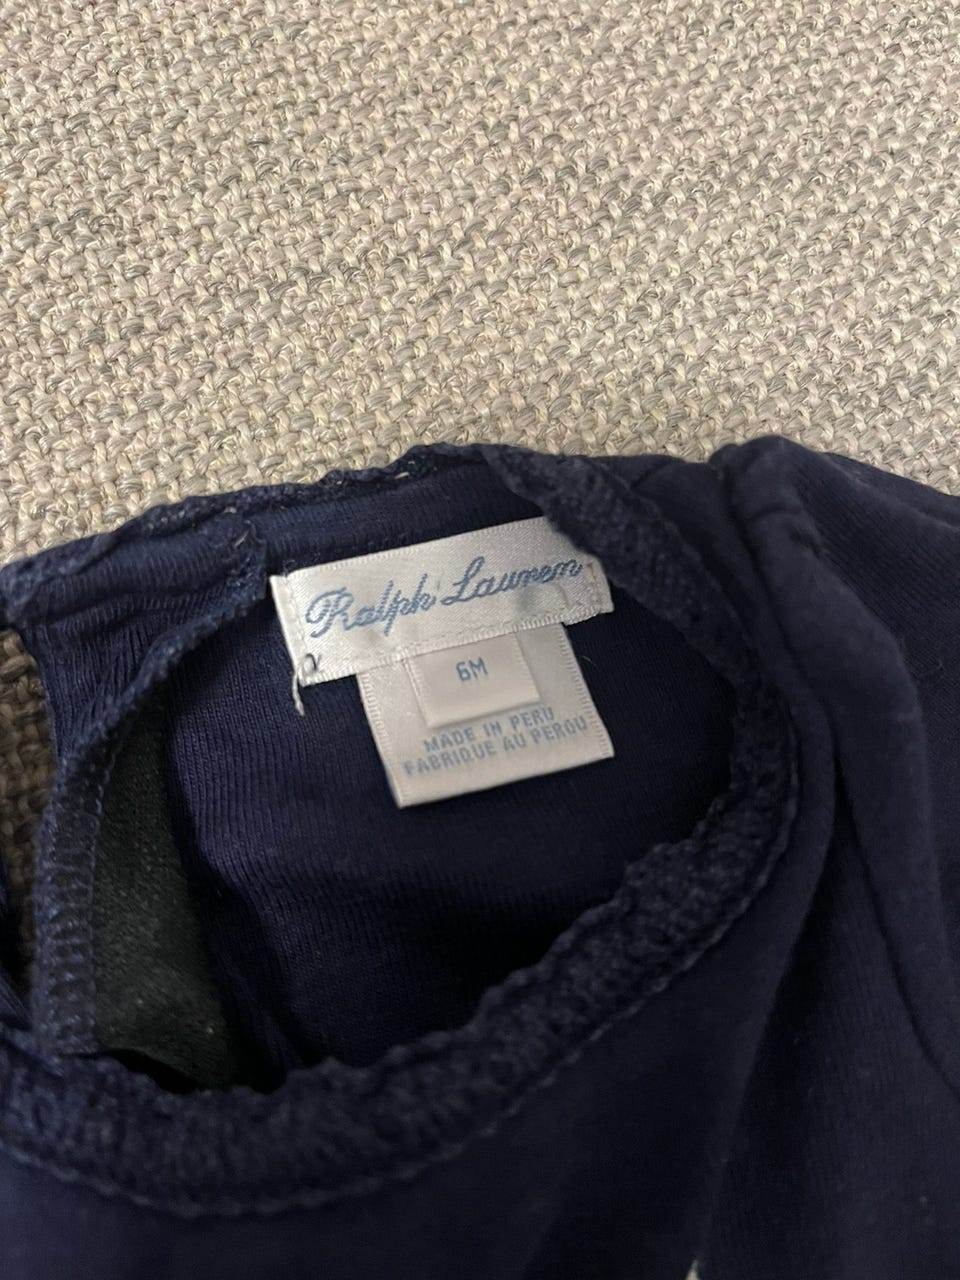 Ralph Lauren
6M
MADE IN PERU
FABRIQUE AU PEROU